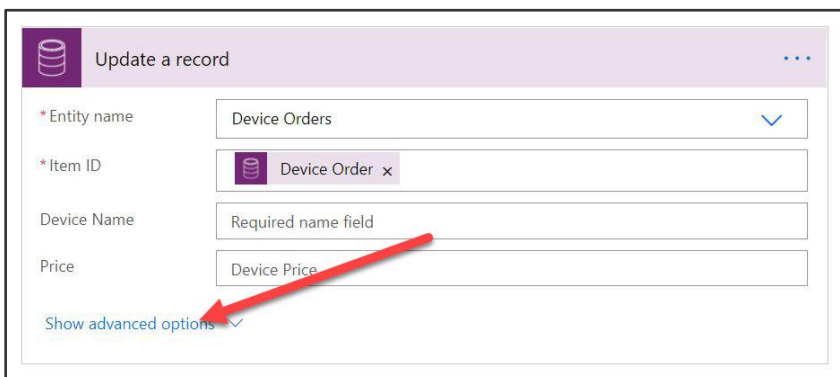 Update a record
* Entity name
Device Orders
* Item ID
Device Order ×
Device Name
Required name field
Price
Device Price
Show advanced options